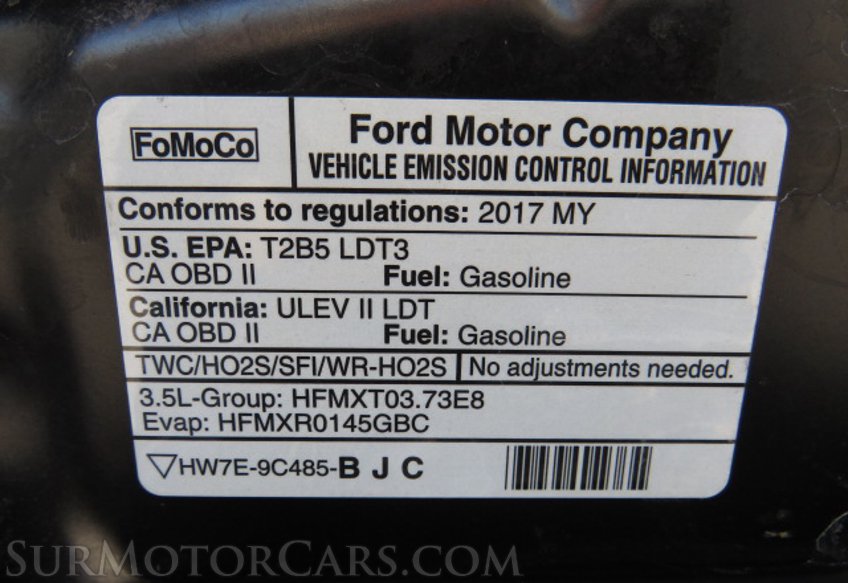 FoMoCo
Ford Motor Company
VEHICLE EMISSION CONTROL INFORMATION
Conforms to regulations: 2017 MY
U.S. EPA: T2B5 LDT3
CA OBD II Fuel: Gasoline
California: ULEV II LDT
CA OBD II Fuel: Gasoline
TWC/HO2S/SFI/WR-HO2S No adjustments needed.
3.5L-Group: HFMXT03.73E8
Evap: HFMXR0145GBC
HW7E-9C485-B J C
SurMotorCars.com